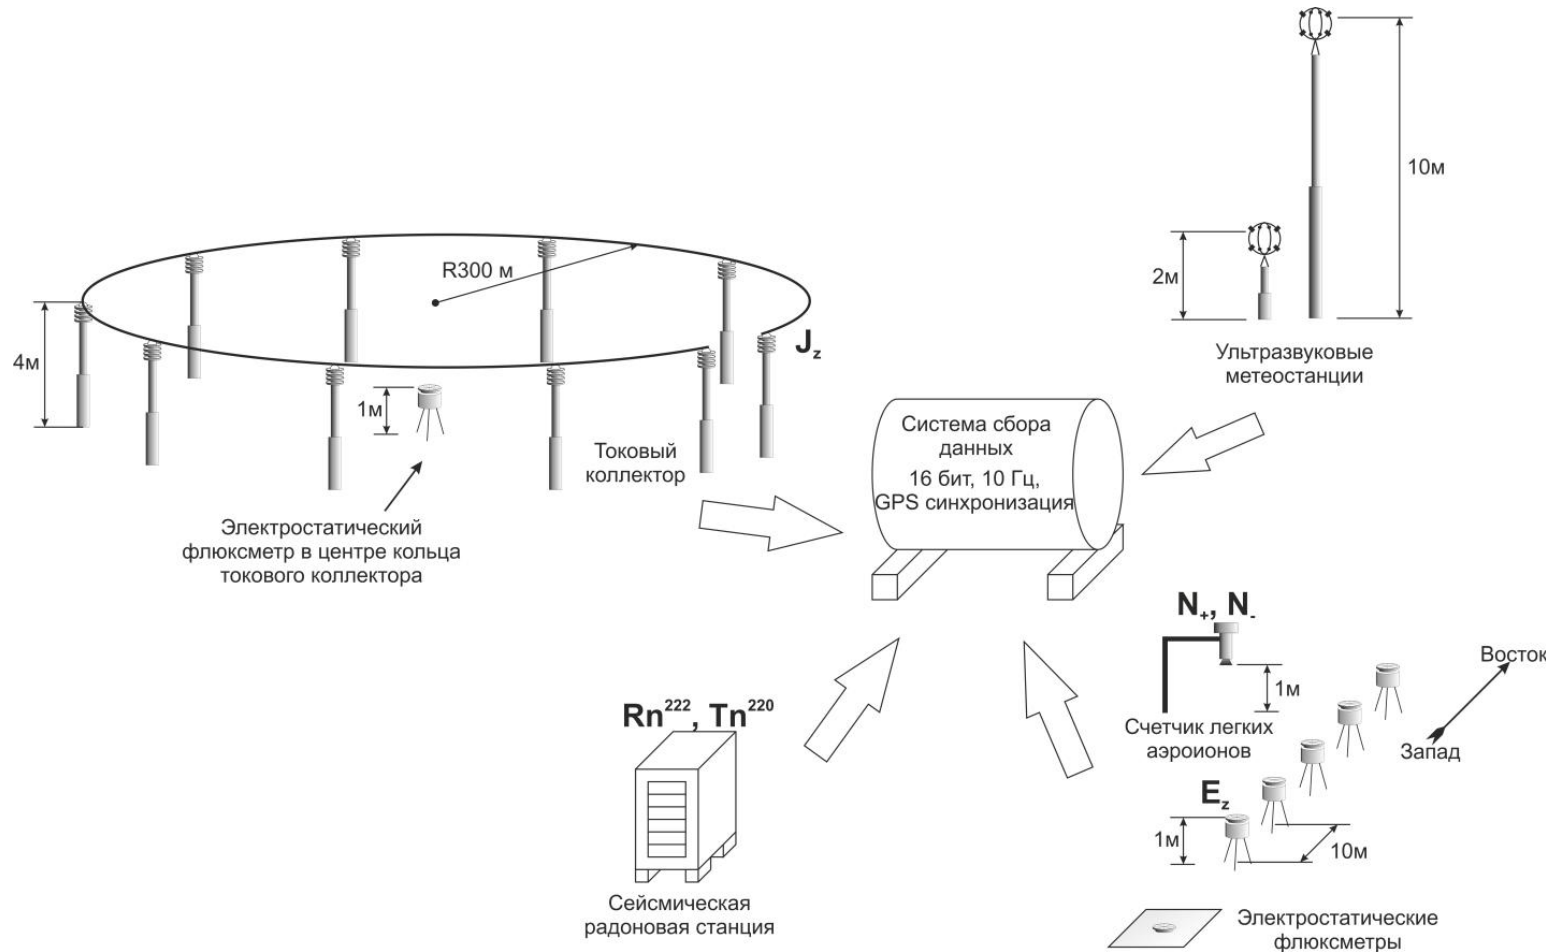 10м
2м
Ультразвуковые
метеостанции
R300 м
J_z
4м
1м
Токовый
коллектор
Электростатический
флюксметр в центре кольца
токового коллектора
Система сбора
данных
16 бит, 10 Гц,
GPS синхронизация
N₊, N₋
1м
Счетчик легких
аэроионов
Восток
Запад
E_z
1м
10м
Электростатические
флюксметры
Rn²²², Tn²²⁰
Сейсмическая
радоновая станция